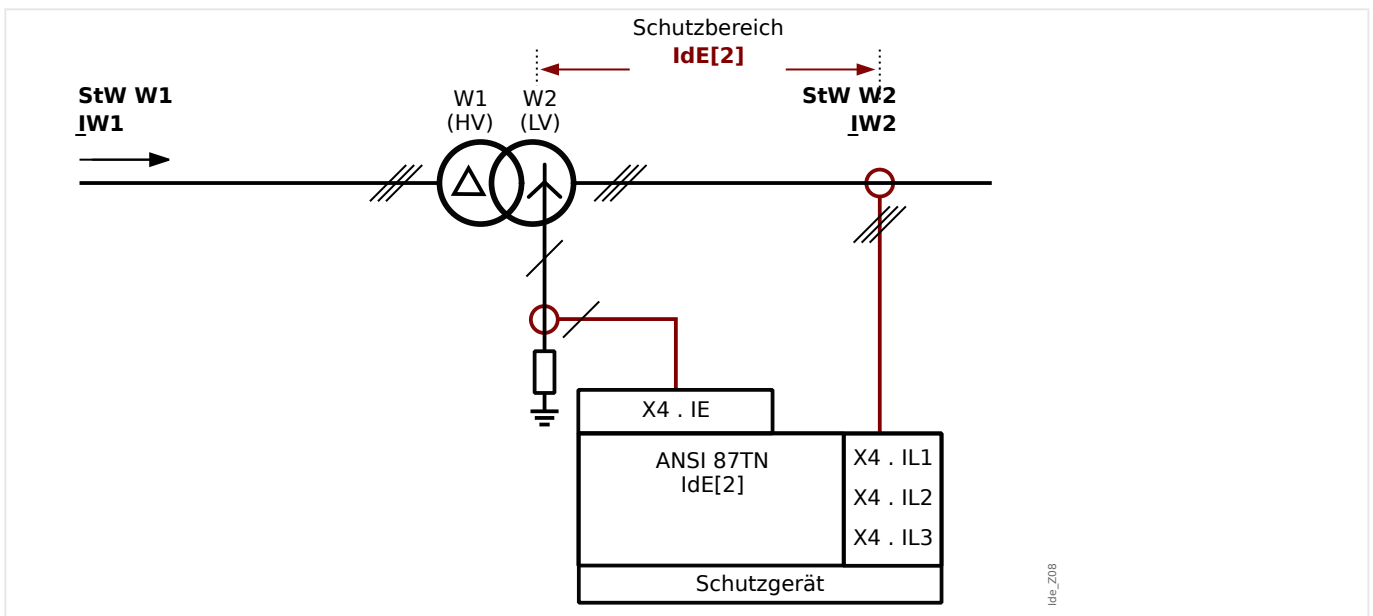 Schutzbereich
IdE[2]
StW W1
IW1
W1
(HV)
W2
(LV)
StW W2
IW2
X4 . IE
ANSI 87TN
IdE[2]
X4 . IL1
X4 . IL2
X4 . IL3
Schutzgerät
Ide_Z08